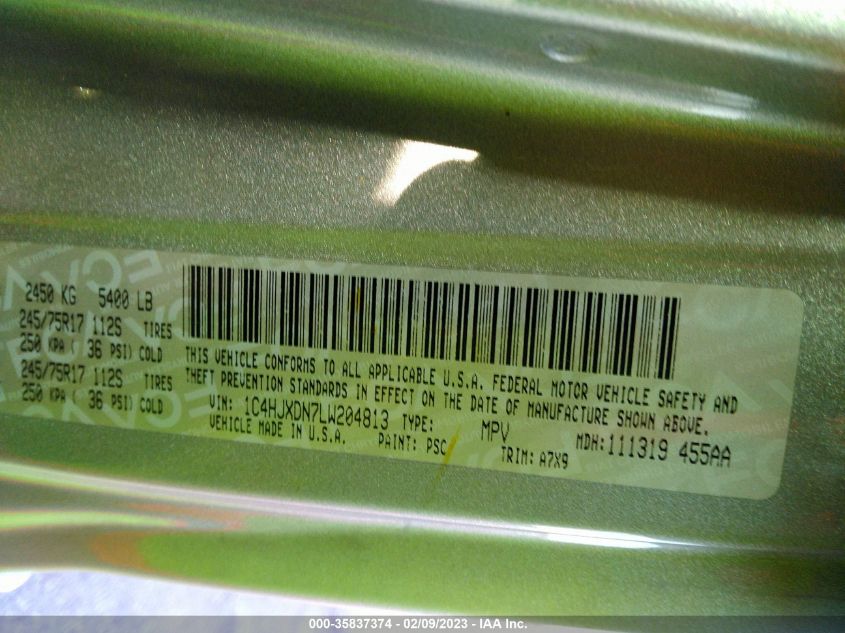 2450 KG 5400 LB
245/75R17 112S TIRES
250 KPA ( 36 PSI) COLD
245/75R17 112S TIRES
250 KPA ( 36 PSI) COLD
THIS VEHICLE CONFORMS TO ALL APPLICABLE U.S.A. FEDERAL MOTOR VEHICLE SAFETY AND
THEFT PREVENTION STANDARDS IN EFFECT ON THE DATE OF MANUFACTURE SHOWN ABOVE.
VIN: 1C4HJXDN7LW204813 TYPE: MPV MDH:111319 455AA
VEHICLE MADE IN U.S.A. PAINT: PSC TRIM: A7X9
000-35837374 - 02/09/2023 - IAA Inc.